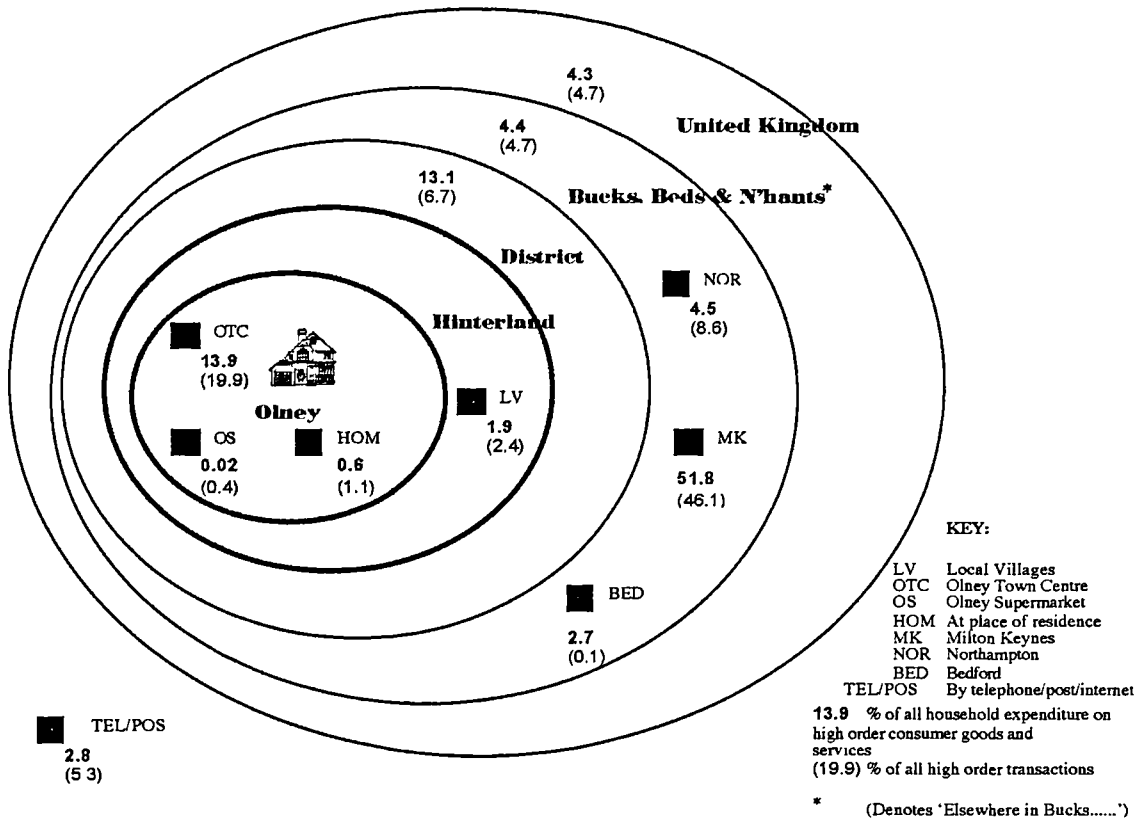 4.3
(4.7)
United Kingdom
4.4
(4.7)
13.1
(6.7)
Bucks. Beds & N'hants*
District
NOR
4.5
(8.6)
Hinterland
OTC
13.9
(19.9)
Olney
LV
1.9
(2.4)
OS
0.02
(0.4)
HOM
0.6
(1.1)
MK
51.8
(46.1)
BED
2.7
(0.1)
TEL/POS
2.8
(5 3)
KEY:
LV Local Villages
OTC Olney Town Centre
OS Olney Supermarket
HOM At place of residence
MK Milton Keynes
NOR Northampton
BED Bedford
TEL/POS By telephone/post/internet
13.9 % of all household expenditure on
high order consumer goods and
services
(19.9) % of all high order transactions
* (Denotes 'Elsewhere in Bucks......')